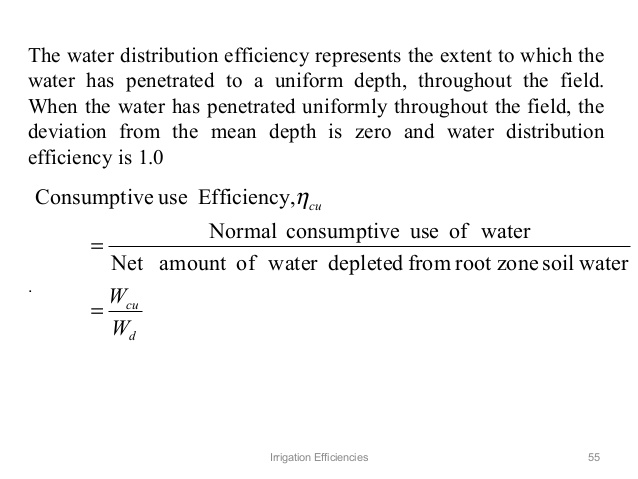 The water distribution efficiency represents the extent to which the
water has penetrated to a uniform depth, throughout the field.
When the water has penetrated uniformly throughout the field, the
deviation from the mean depth is zero and water distribution
efficiency is 1.0
Consumptive use Efficiency, η_cu
= Normal consumptive use of water
Net amount of water depleted from root zone soil water
.
= W_cu
W_d
Irrigation Efficiencies 55